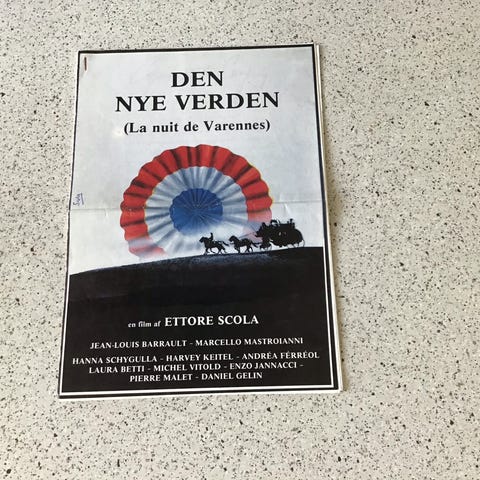 DEN
NYE VERDEN
(La nuit de Varennes)
en film af ETTORE SCOLA
JEAN-LOUIS BARRAULT - MARCELLO MASTROIANNI
HANNA SCHYGULLA - HARVEY KEITEL - ANDRÉA FÉRRÉOL
LAURA BETTI - MICHEL VITOLD - ENZO JANNACCI -
PIERRE MALET - DANIEL GELIN